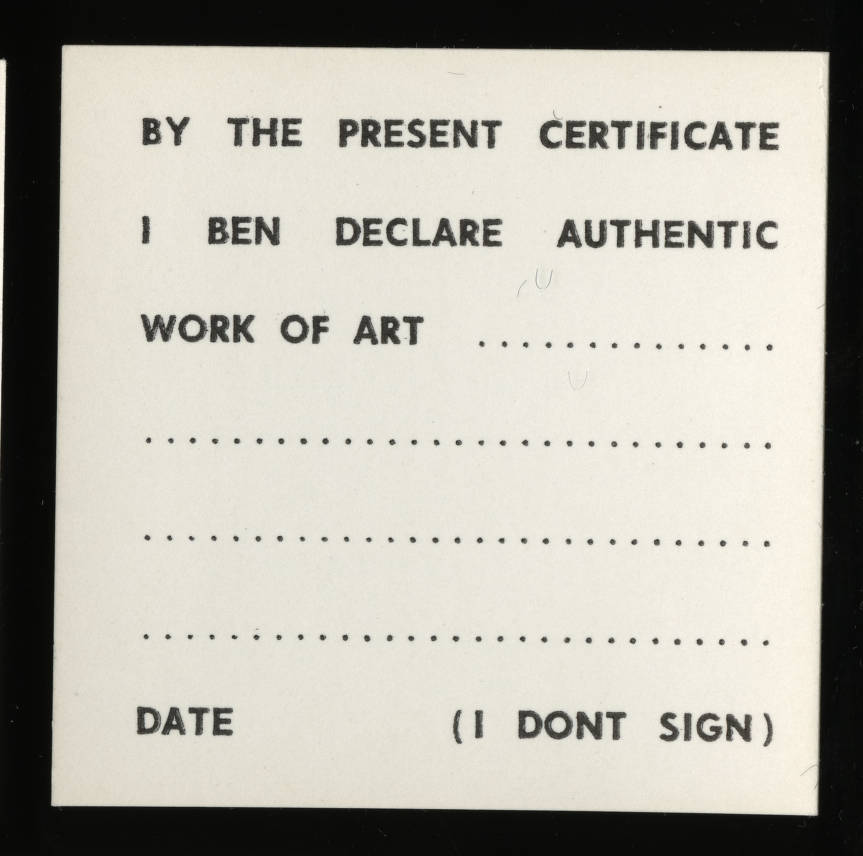 BY THE PRESENT CERTIFICATE
I BEN DECLARE AUTHENTIC
WORK OF ART ..............
.............................
.............................
.............................
DATE (I DONT SIGN)